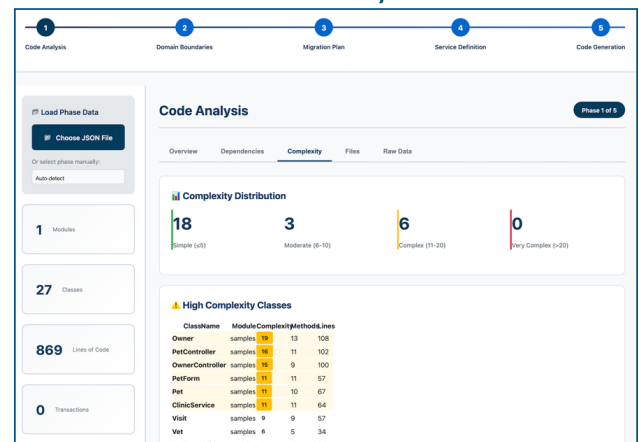 1 2 3 4 5
Code Analysis Domain Boundaries Migration Plan Service Definition Code Generation
Load Phase Data
Choose JSON File
Or select phase manually:
Auto-detect
1 Modules
27 Classes
869 Lines of Code
0 Transactions
Code Analysis
Phase 1 of 5
Overview Dependencies Complexity Files Raw Data
Complexity Distribution
18 3 6 0
Simple (≤5) Moderate (6-10) Complex (11-20) Very Complex (>20)
High Complexity Classes
ClassName Module Complexity Methods Lines
Owner samples 19 13 108
PetController samples 16 11 102
OwnerController samples 15 9 100
PetForm samples 11 11 57
Pet samples 11 10 67
ClinicService samples 11 11 64
Visit samples 9 9 57
Vet samples 6 5 34